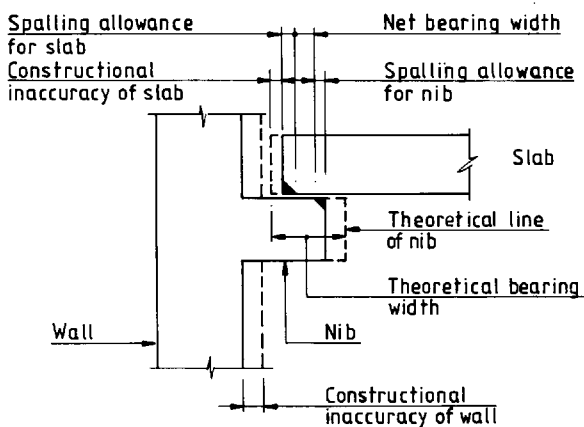 Spalling allowance
for slab
Net bearing width
Constructional
inaccuracy of slab
Spalling allowance
for nib
Slab
Theoretical line
of nib
Theoretical bearing
width
Wall
Nib
Constructional
inaccuracy of wall